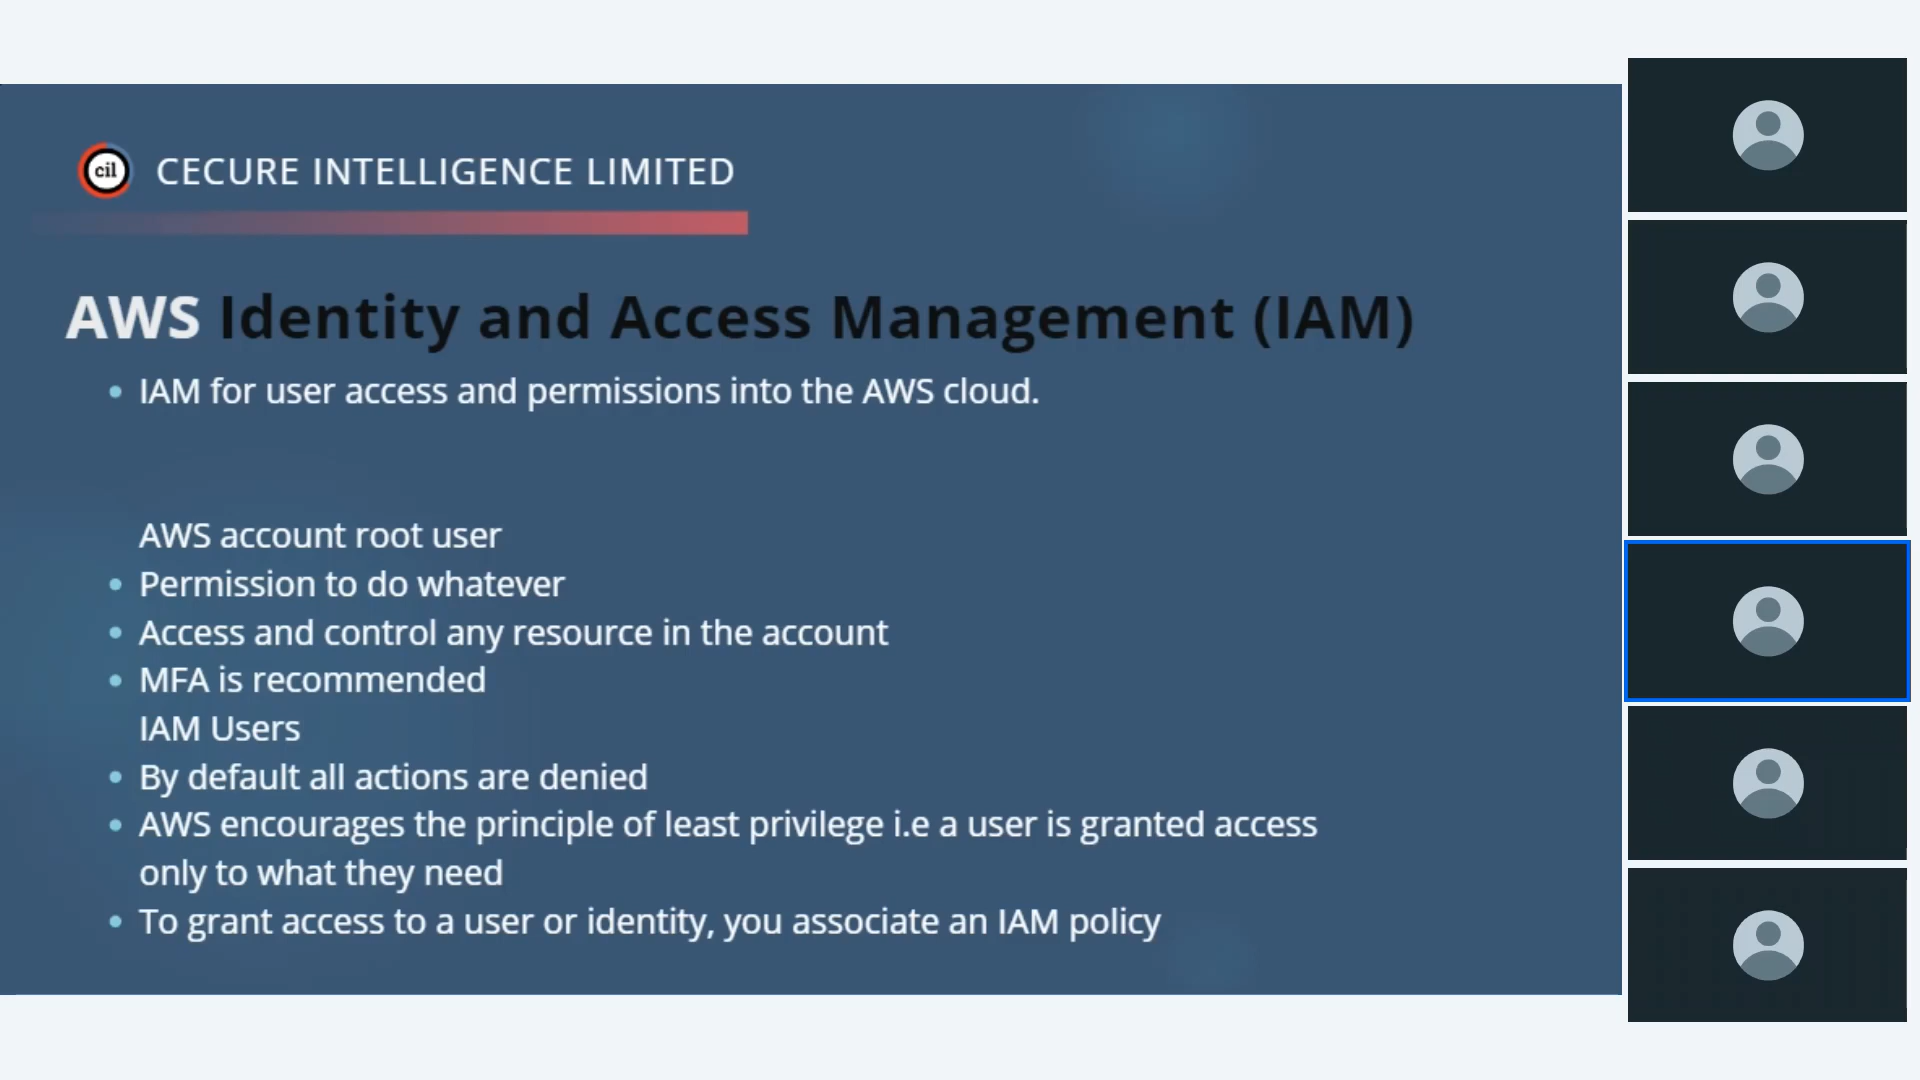 cil
CECURE INTELLIGENCE LIMITED
AWS Identity and Access Management (IAM)
• IAM for user access and permissions into the AWS cloud.
AWS account root user
• Permission to do whatever
• Access and control any resource in the account
• MFA is recommended
IAM Users
• By default all actions are denied
• AWS encourages the principle of least privilege i.e a user is granted access
only to what they need
• To grant access to a user or identity, you associate an IAM policy